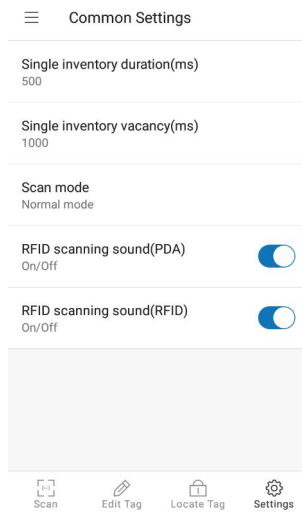 Common Settings
Single inventory duration(ms)
500
Single inventory vacancy(ms)
1000
Scan mode
Normal mode
RFID scanning sound(PDA)
On/Off
RFID scanning sound(RFID)
On/Off
Scan Edit Tag Locate Tag Settings